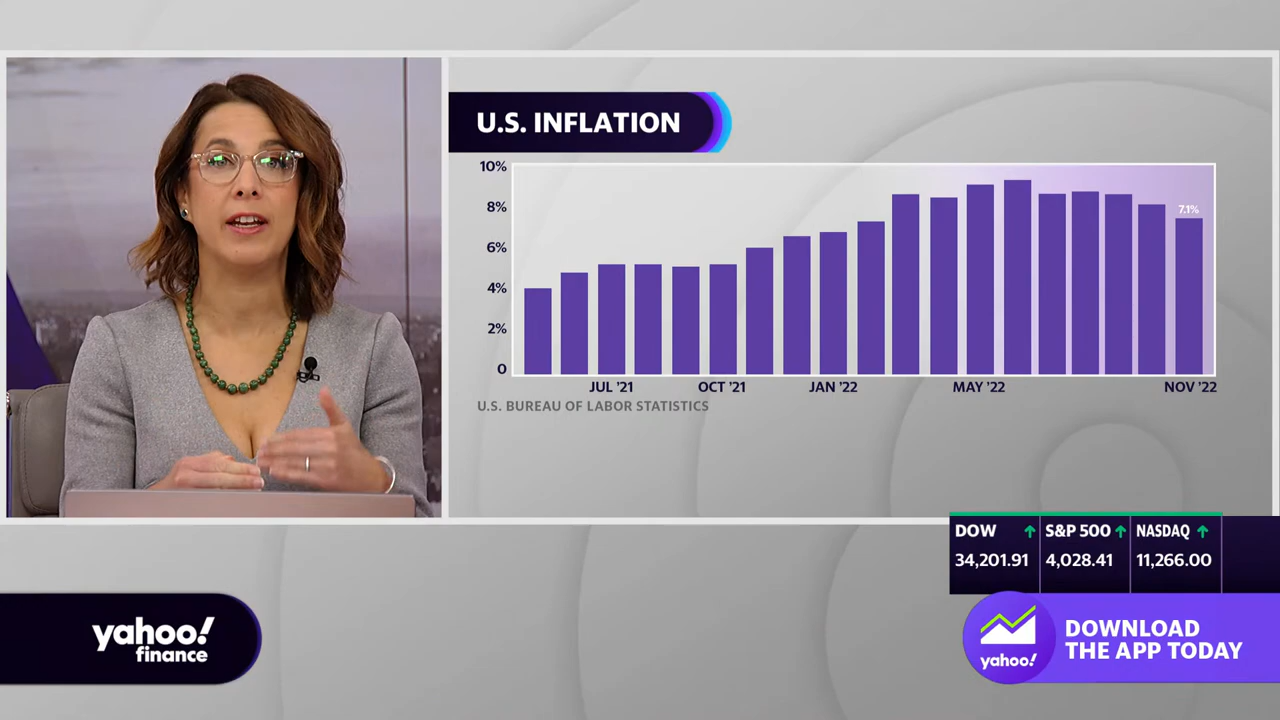 U.S. INFLATION
10%
8%
6%
4%
2%
0
7.1%
JUL '21 OCT '21 JAN '22 MAY '22 NOV '22
U.S. BUREAU OF LABOR STATISTICS
DOW S&P 500 NASDAQ
34,201.91 4,028.41 11,266.00
yahoo!
finance
yahoo!
DOWNLOAD
THE APP TODAY